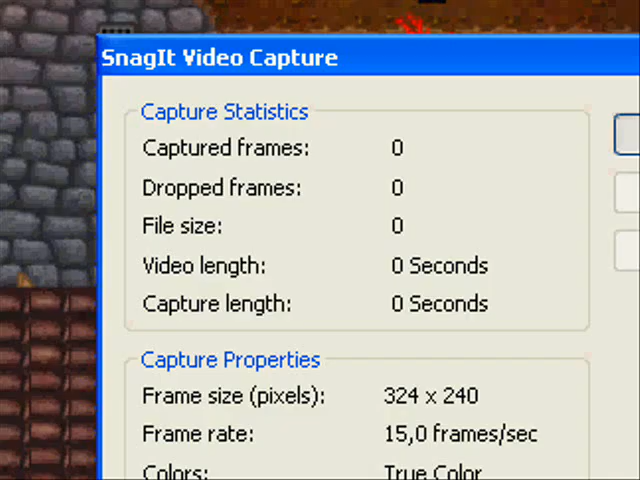 SnagIt Video Capture
Capture Statistics
Captured frames: 0
Dropped frames: 0
File size: 0
Video length: 0 Seconds
Capture length: 0 Seconds
Capture Properties
Frame size (pixels): 324 x 240
Frame rate: 15,0 frames/sec
Colors: True Color